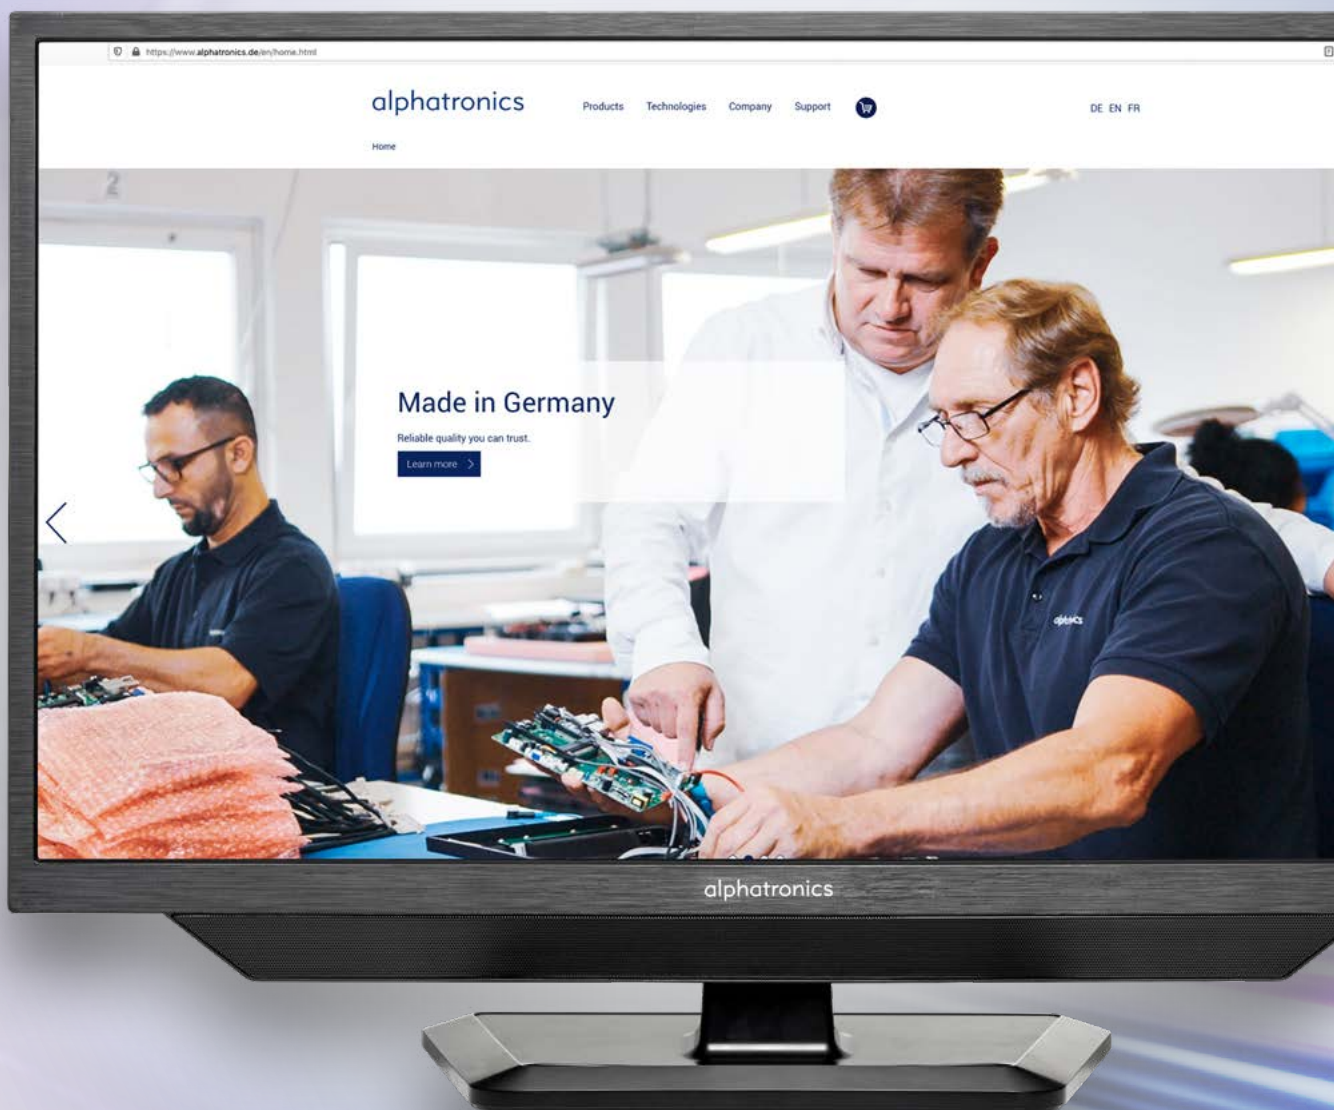 https://www.alphatronics.de/en/home.html
alphatronics
Products Technologies Company Support
DE EN FR
Home
2
Made in Germany
Reliable quality you can trust.
Learn more
alphatronics